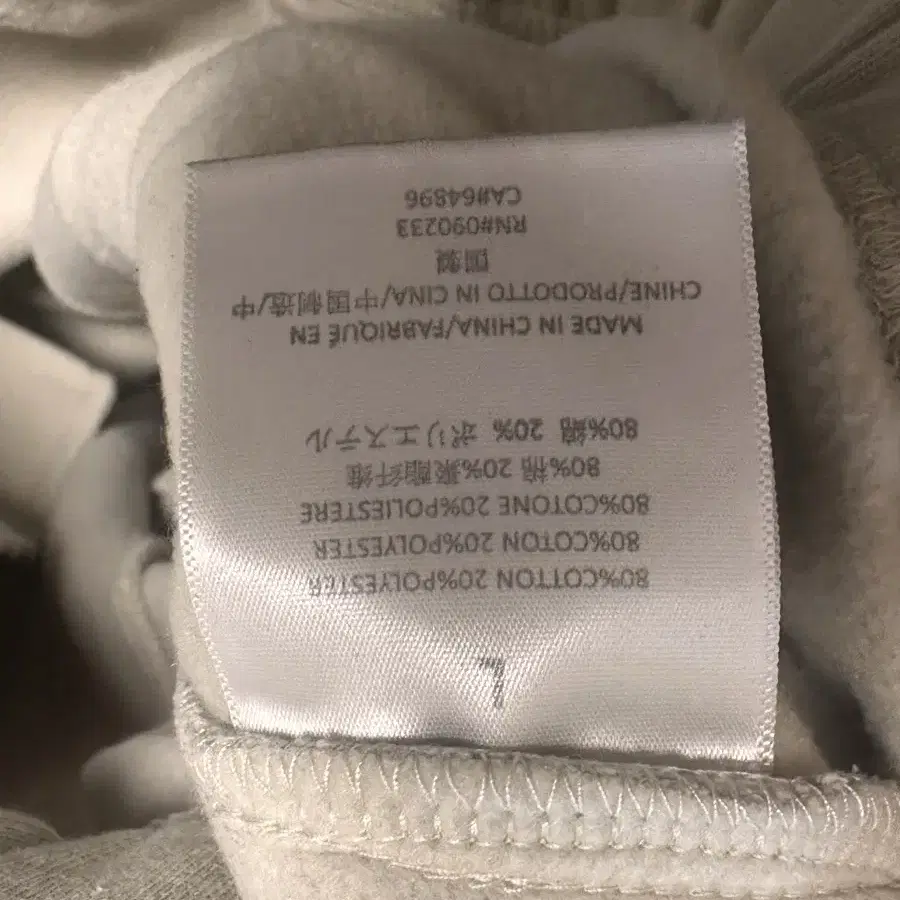 L
80%COTTON 20%POLYESTER
80%COTON 20%POLYESTER
80%COTONE 20%POLIESTERE
80%棉 20%聚酯纤维
80%綿 20% ポリエステル
MADE IN CHINA/FABRIQUÉ EN
CHINE/PRODOTTO IN CINA/中国制造/中
国製
RN#090233
CA#64896